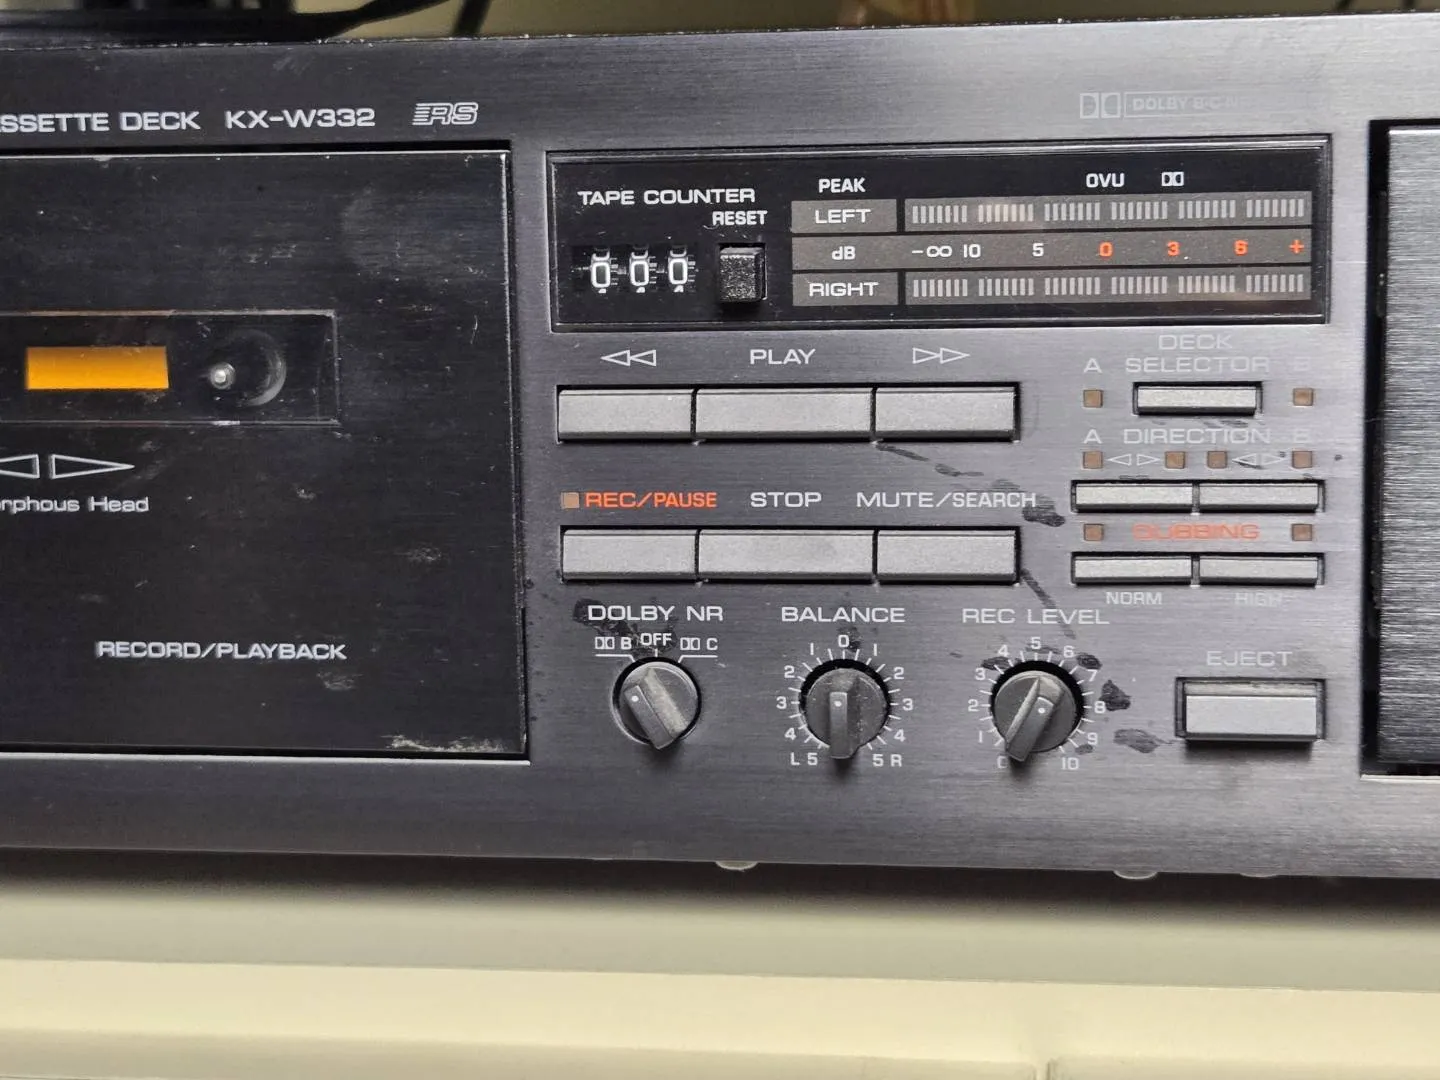 SSETTE DECK KX-W332 RS
DOLBY B·C N
TAPE COUNTER
RESET
000
PEAK
LEFT
dB
RIGHT
0VU
-∞ 10 5 0 3 6 +
PLAY
DECK
A SELECTOR B
A DIRECTION B
REC/PAUSE STOP MUTE/SEARCH
DUBBING
NORM HIGH
rphous Head
RECORD/PLAYBACK
DOLBY NR
B OFF C
BALANCE
0
1 1
2 2
3 3
4 4
L 5 5 R
REC LEVEL
5
4 6
3 7
2 8
1 9
0 10
EJECT